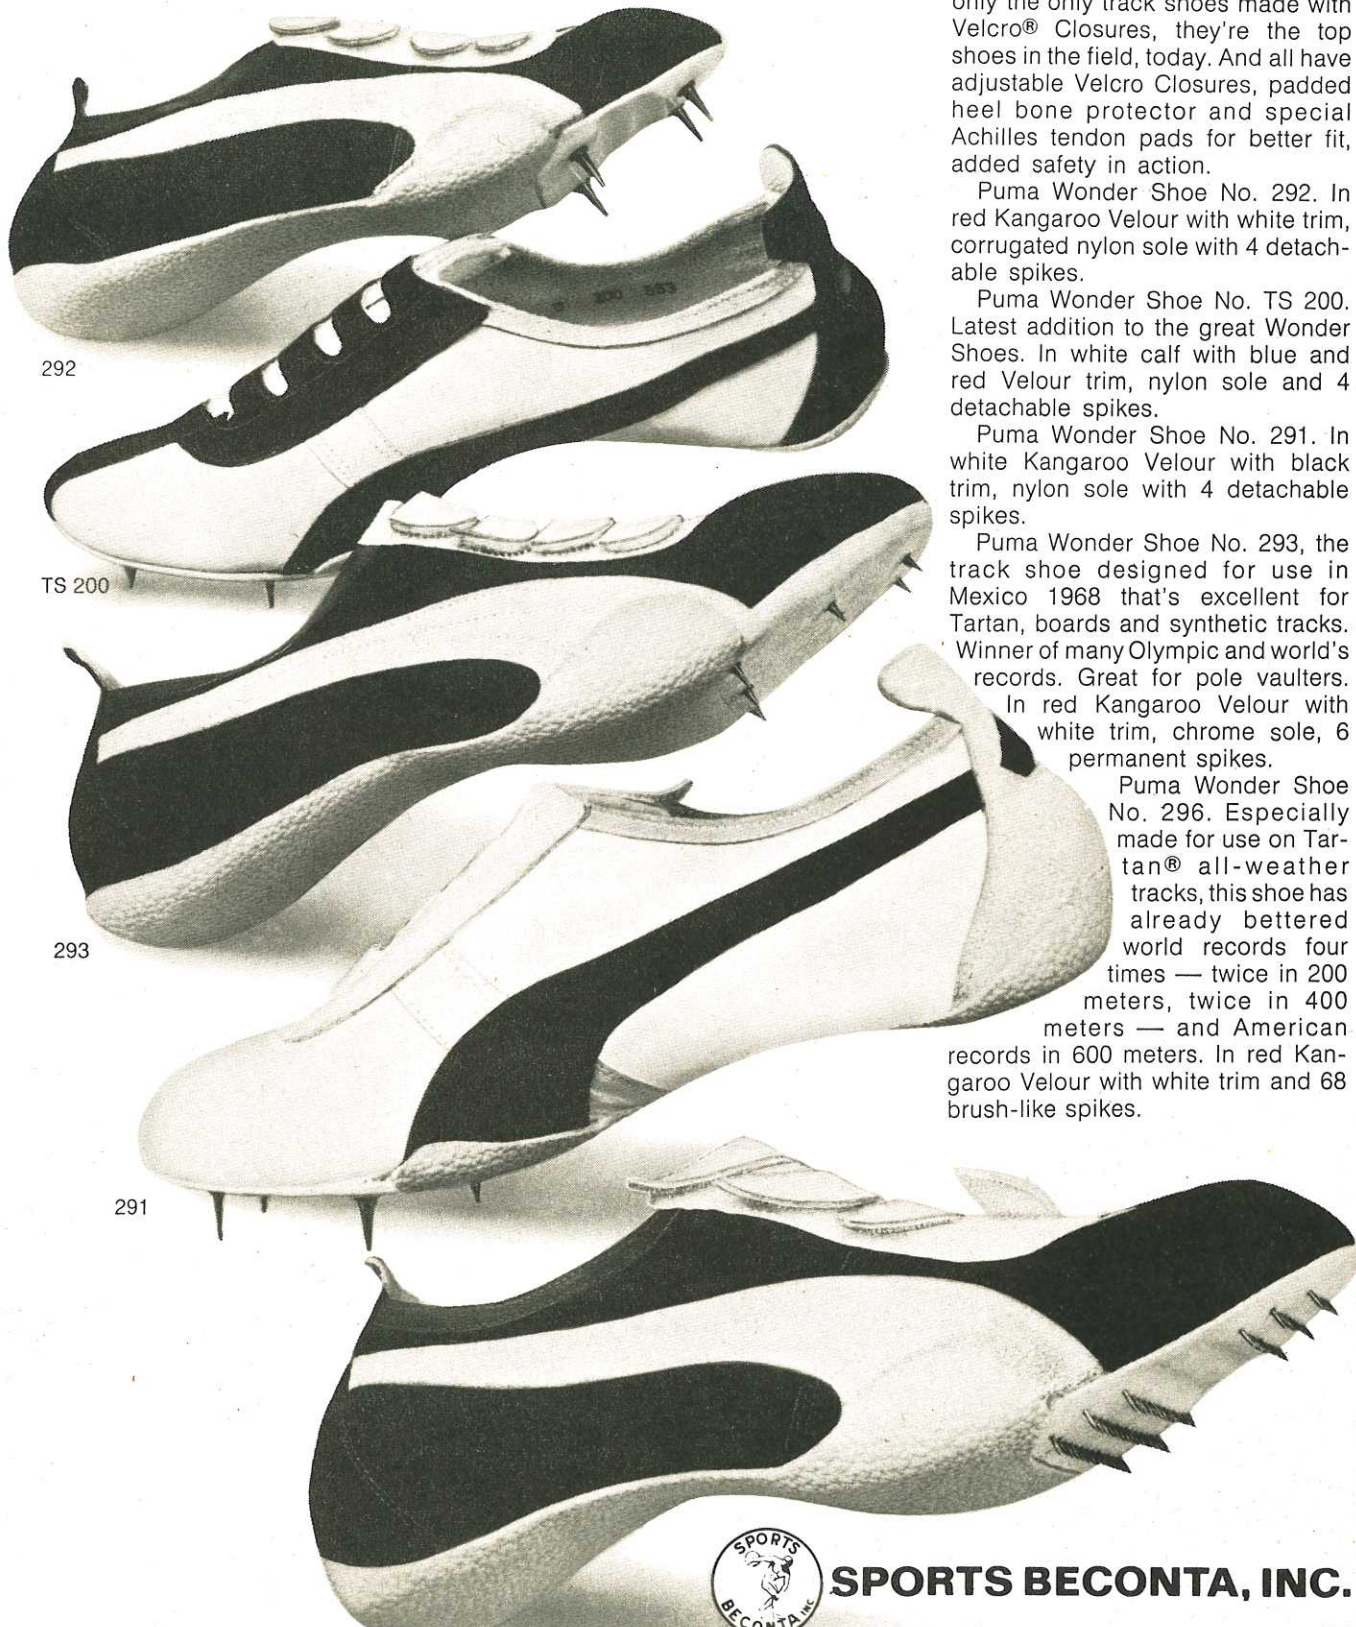 only the only track shoes made with
Velcro® Closures, they're the top
shoes in the field, today. And all have
adjustable Velcro Closures, padded
heel bone protector and special
Achilles tendon pads for better fit,
added safety in action.
Puma Wonder Shoe No. 292. In
red Kangaroo Velour with white trim,
corrugated nylon sole with 4 detach-
able spikes.
Puma Wonder Shoe No. TS 200.
Latest addition to the great Wonder
Shoes. In white calf with blue and
red Velour trim, nylon sole and 4
detachable spikes.
Puma Wonder Shoe No. 291. In
white Kangaroo Velour with black
trim, nylon sole with 4 detachable
spikes.
Puma Wonder Shoe No. 293, the
track shoe designed for use in
Mexico 1968 that's excellent for
Tartan, boards and synthetic tracks.
Winner of many Olympic and world's
records. Great for pole vaulters.
In red Kangaroo Velour with
white trim, chrome sole, 6
permanent spikes.
Puma Wonder Shoe
No. 296. Especially
made for use on Tar-
tan® all-weather
tracks, this shoe has
already bettered
world records four
times — twice in 200
meters, twice in 400
meters — and American
records in 600 meters. In red Kan-
garoo Velour with white trim and 68
brush-like spikes.
292
TS 200
293
291
SPORTS
BECONTA INC
SPORTS BECONTA, INC.